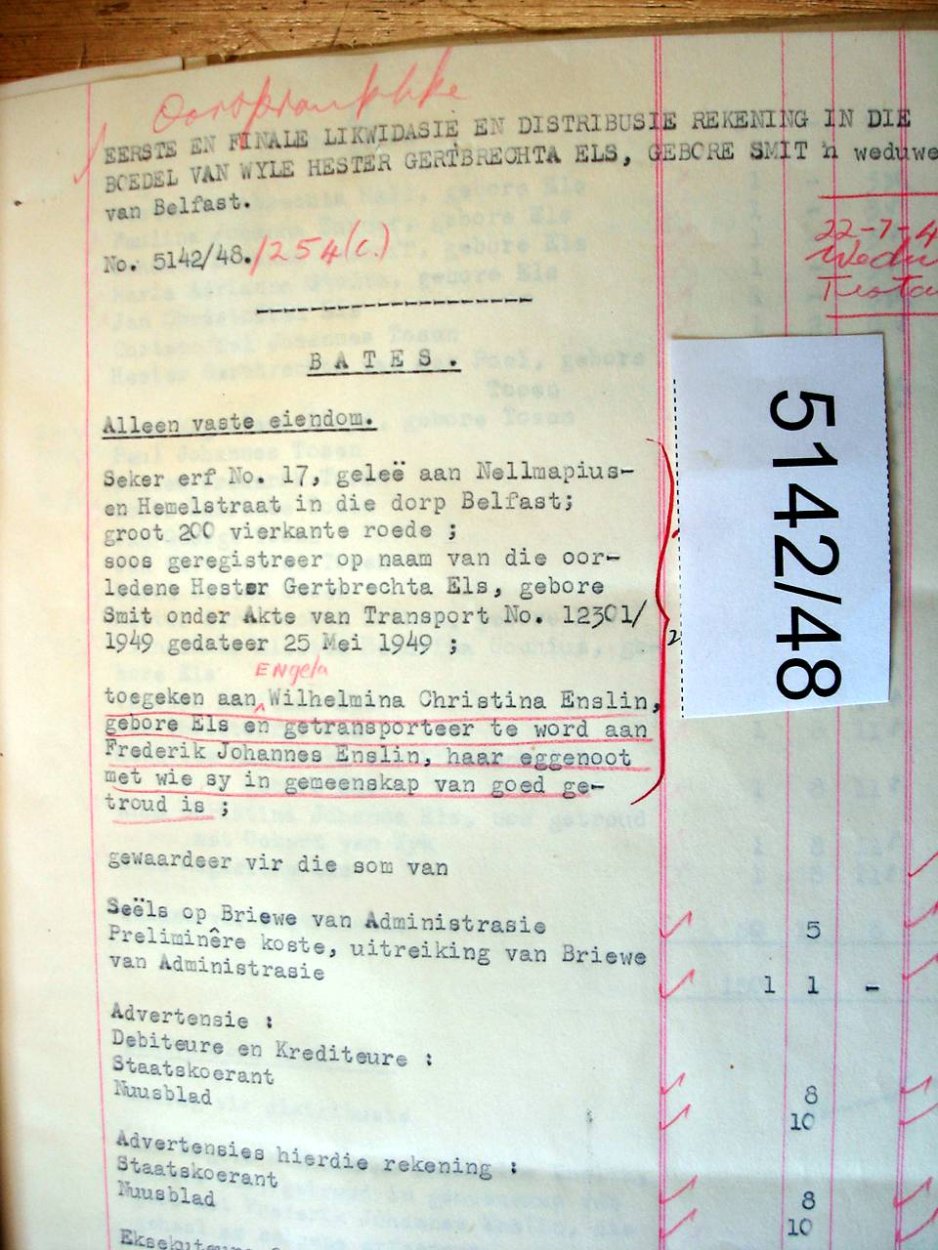 Oorspronklike
EERSTE EN FINALE LIKWIDASIE EN DISTRIBUSIE REKENING IN DIE
BOEDEL VAN WYLE HESTER GERTBRECHTA ELS, GEBORE SMIT 'n weduwe
van Belfast.
No. 5142/48./254(c.)
22-7-4
Wedu
Testa
BATES.
5142/48
Alleen vaste eiendom.
Seker erf No. 17, geleë aan Nellmapius-
en Hemelstraat in die dorp Belfast;
groot 200 vierkante roede ;
soos geregistreer op naam van die oor-
ledene Hester Gertbrechta Els, gebore
Smit onder Akte van Transport No. 12301/
1949 gedateer 25 Mei 1949 ;
Engela
toegeken aan Wilhelmina Christina Enslin,
gebore Els en getransporteer te word aan
Frederik Johannes Enslin, haar eggenoot
met wie sy in gemeenskap van goed ge-
troud is ;
gewaardeer vir die som van
Seëls op Briewe van Administrasie 5
Preliminêre koste, uitreiking van Briewe
van Administrasie 1 1 -
Advertensie :
Debiteure en Krediteure :
Staatskoerant 8
Nuusblad 10
Advertensies hierdie rekening :
Staatskoerant 8
Nuusblad 10